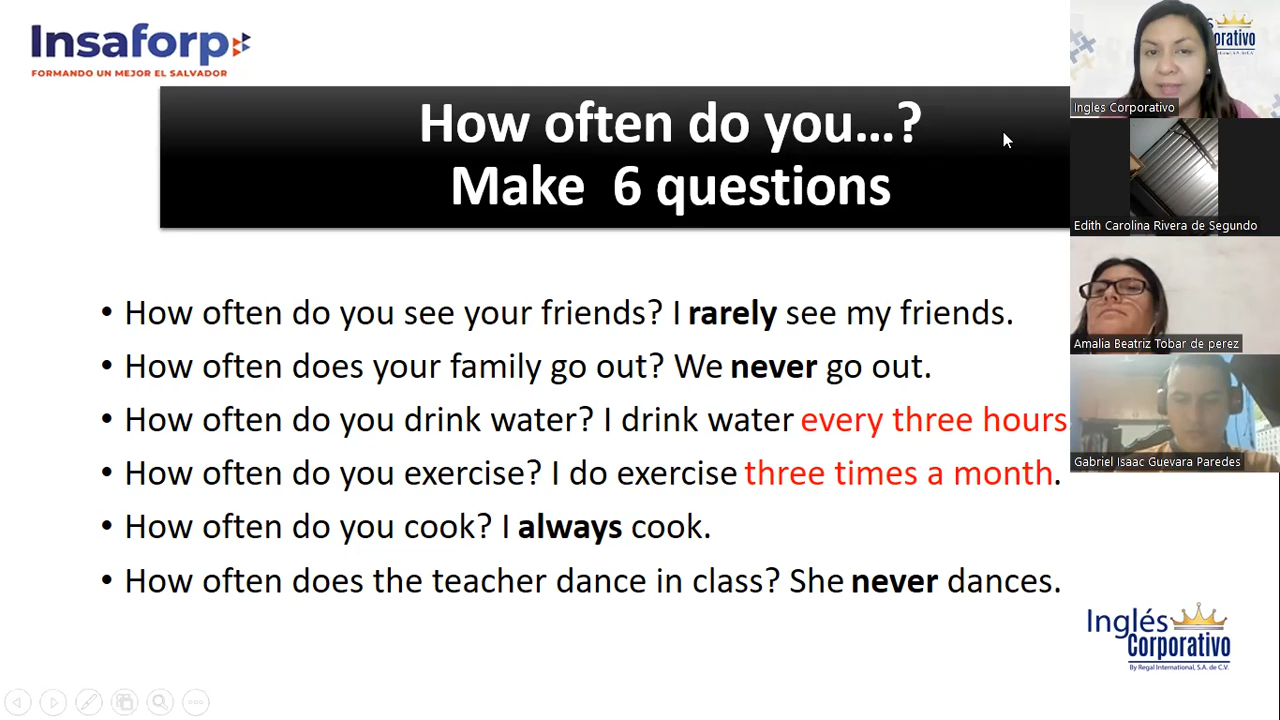 Insaforp
FORMANDO UN MEJOR EL SALVADOR
How often do you...?
Make 6 questions
• How often do you see your friends? I rarely see my friends.
• How often does your family go out? We never go out.
• How often do you drink water? I drink water every three hours
• How often do you exercise? I do exercise three times a month.
• How often do you cook? I always cook.
• How often does the teacher dance in class? She never dances.
Ingles Corporativo
Edith Carolina Rivera de Segundo
Amalia Beatriz Tobar de perez
Gabriel Isaac Guevara Paredes
Inglés
Corporativo
By Regal International, S.A. de C.V.